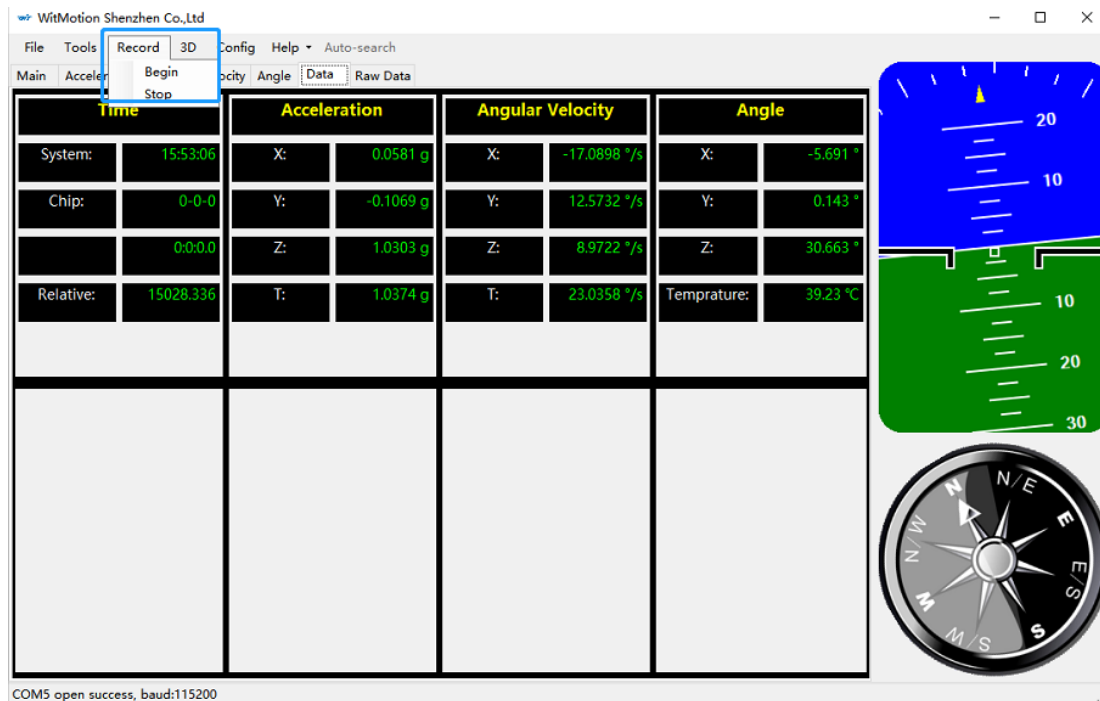 WitMotion Shenzhen Co.,Ltd
File Tools Record 3D Config Help Auto-search
Main Acceler ocity Angle Data Raw Data
Begin
Stop
Time Acceleration Angular Velocity Angle
System: 15:53:06 X: 0.0581 g X: -17.0898 °/s X: -5.691 °
Chip: 0-0-0 Y: -0.1069 g Y: 12.5732 °/s Y: 0.143 °
0:0:0.0 Z: 1.0303 g Z: 8.9722 °/s Z: 30.663 °
Relative: 15028.336 T: 1.0374 g T: 23.0358 °/s Temprature: 39.23 °C
20
10
10
20
30
N N/E E E/S S W/S W N/W
COM5 open success, baud:115200